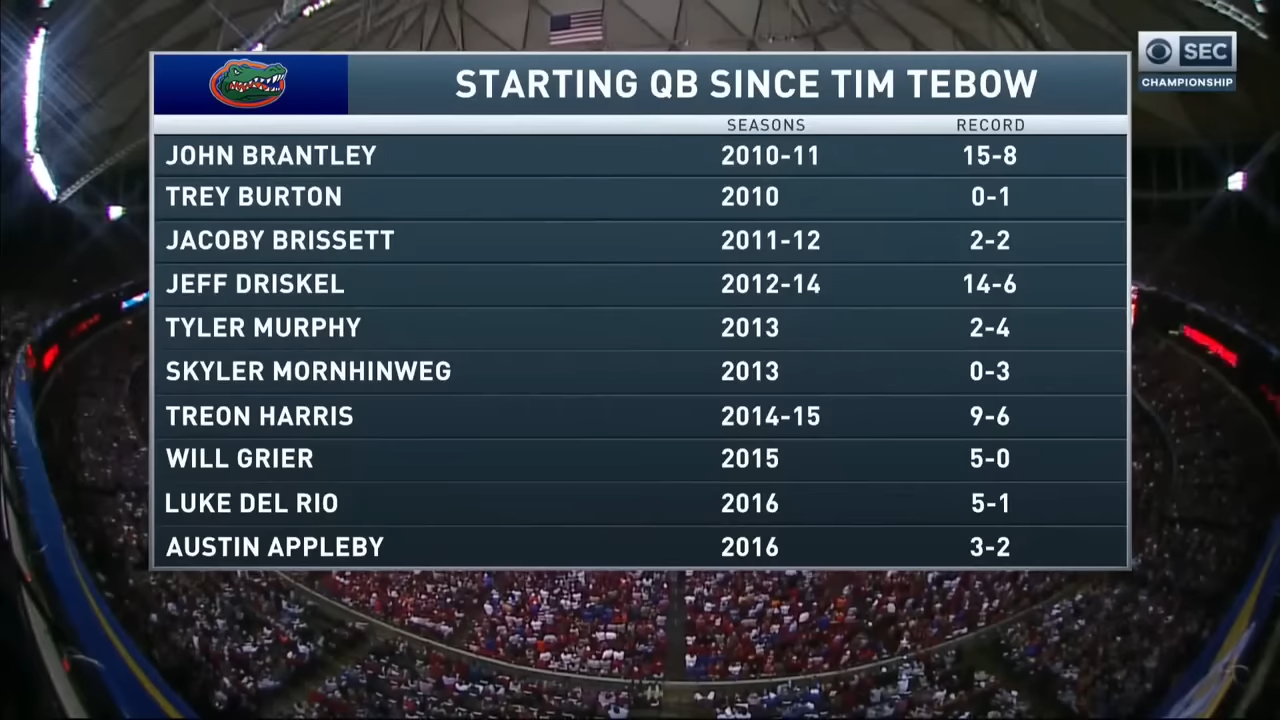 SEC
CHAMPIONSHIP
STARTING QB SINCE TIM TEBOW
SEASONS RECORD
JOHN BRANTLEY 2010-11 15-8
TREY BURTON 2010 0-1
JACOBY BRISSETT 2011-12 2-2
JEFF DRISKEL 2012-14 14-6
TYLER MURPHY 2013 2-4
SKYLER MORNHINWEG 2013 0-3
TREON HARRIS 2014-15 9-6
WILL GRIER 2015 5-0
LUKE DEL RIO 2016 5-1
AUSTIN APPLEBY 2016 3-2